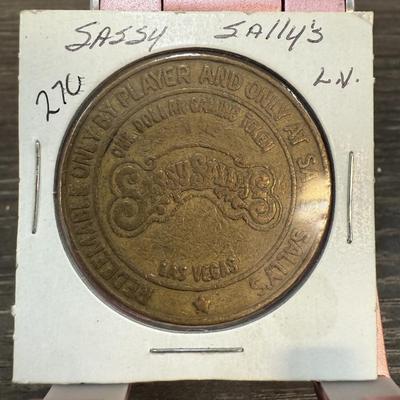 SASSY SAlly's
270 L.V.
REDEEMABLE ONLY BY PLAYER AND ONLY AT SASSY SALLY'S
ONE DOLLAR GAMING TOKEN
SASSY SALLY'S
LAS VEGAS